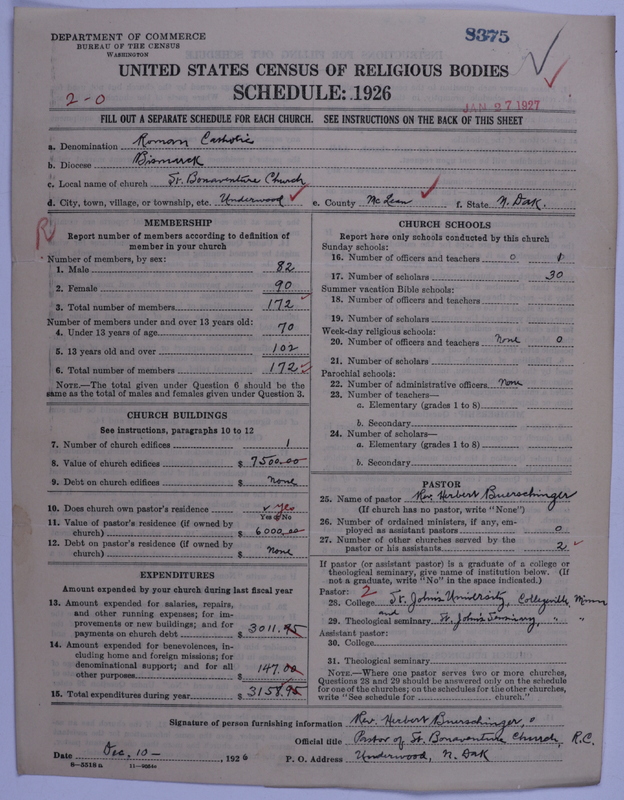 DEPARTMENT OF COMMERCE
BUREAU OF THE CENSUS
WASHINGTON
8375
UNITED STATES CENSUS OF RELIGIOUS BODIES
SCHEDULE: 1926
2-0
JAN 27 1927
FILL OUT A SEPARATE SCHEDULE FOR EACH CHURCH. SEE INSTRUCTIONS ON THE BACK OF THIS SHEET
a. Denomination Roman Catholic
b. Diocese Bismarck
c. Local name of church St. Bonaventure Church
d. City, town, village, or township, etc. Underwood e. County McLean f. State N. Dak.
R
MEMBERSHIP
Report number of members according to definition of
member in your church
Number of members, by sex:
1. Male 82
2. Female 90
3. Total number of members 172
Number of members under and over 13 years old:
4. Under 13 years of age 70
5. 13 years old and over 102
6. Total number of members 172
NOTE.—The total given under Question 6 should be the
same as the total of males and females given under Question 3.
CHURCH BUILDINGS
See instructions, paragraphs 10 to 12
7. Number of church edifices 1
8. Value of church edifices $ 7500.00
9. Debt on church edifices $ none
10. Does church own pastor's residence yes
Yes or No
11. Value of pastor's residence (if owned by
church) $ 6000.00
12. Debt on pastor's residence (if owned by
church) $ none
EXPENDITURES
Amount expended by your church during last fiscal year
13. Amount expended for salaries, repairs,
and other running expenses; for im-
provements or new buildings; and for
payments on church debt $ 3011.95
14. Amount expended for benevolences, in-
cluding home and foreign missions; for
denominational support; and for all
other purposes $ 147.00
15. Total expenditures during year $ 3158.95
CHURCH SCHOOLS
Report here only schools conducted by this church
Sunday schools:
16. Number of officers and teachers 0 1
17. Number of scholars 30
Summer vacation Bible schools:
18. Number of officers and teachers
19. Number of scholars
Week-day religious schools:
20. Number of officers and teachers None 0
21. Number of scholars
Parochial schools:
22. Number of administrative officers None
23. Number of teachers—
a. Elementary (grades 1 to 8)
b. Secondary
24. Number of scholars—
a. Elementary (grades 1 to 8)
b. Secondary
PASTOR
25. Name of pastor Rev. Herbert Buerschinger
(If church has no pastor, write "None")
26. Number of ordained ministers, if any, em-
ployed as assistant pastors 0
27. Number of other churches served by the
pastor or his assistants 2
If pastor (or assistant pastor) is a graduate of a college or
theological seminary, give name of institution below. (If
not a graduate, write "No" in the space indicated.)
Pastor: 2
28. College St. John's University, Collegeville, Minn
and
29. Theological seminary St. John's Seminary, " "
Assistant pastor:
30. College
31. Theological seminary
NOTE.—Where one pastor serves two or more churches,
Questions 28 and 29 should be answered only on the schedule
for one of the churches; on the schedules for the other churches,
write "See schedule for church."
Signature of person furnishing information Rev. Herbert Buerschinger,
Official title Pastor of St. Bonaventure Church, R.C.
Date Dec. 10 — , 1926 P. O. Address Underwood, N. Dak
8-5518 a